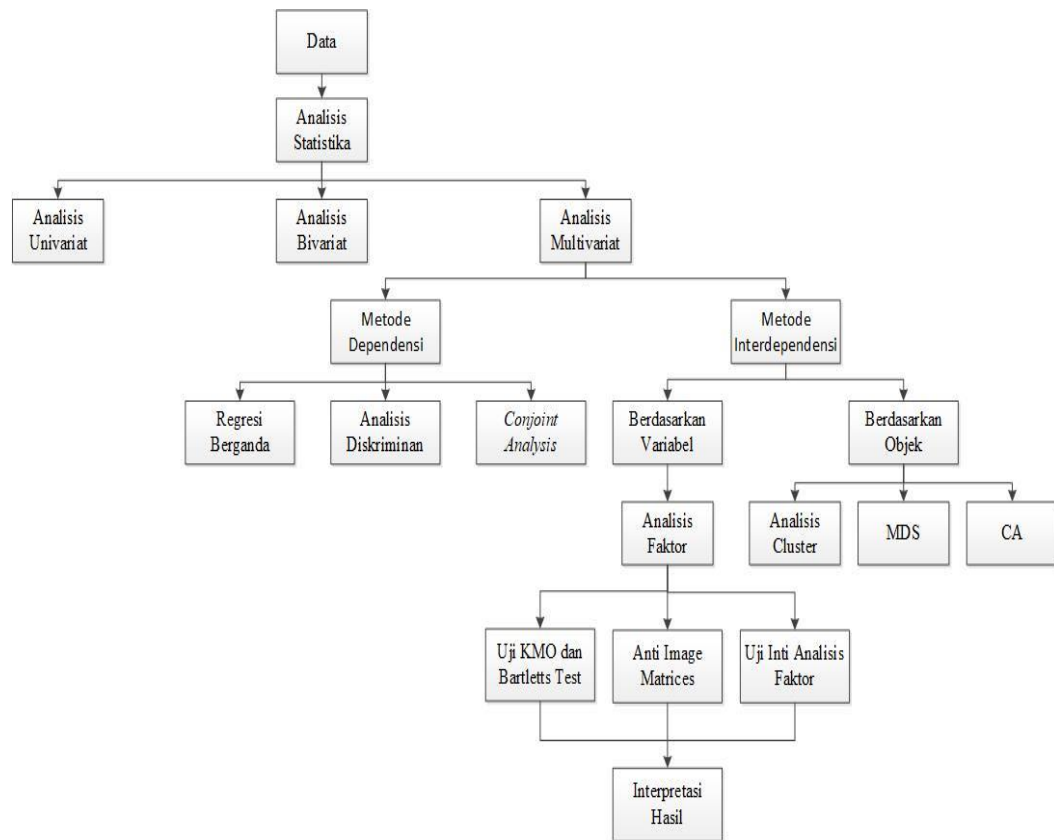 Data
Analisis
Statistika
Analisis
Univariat
Analisis
Bivariat
Analisis
Multivariat
Metode
Dependensi
Metode
Interdependensi
Regresi
Berganda
Analisis
Diskriminan
Conjoint
Analysis
Berdasarkan
Variabel
Berdasarkan
Objek
Analisis
Faktor
Analisis
Cluster
MDS
CA
Uji KMO dan
Bartletts Test
Anti Image
Matrices
Uji Inti Analisis
Faktor
Interpretasi
Hasil